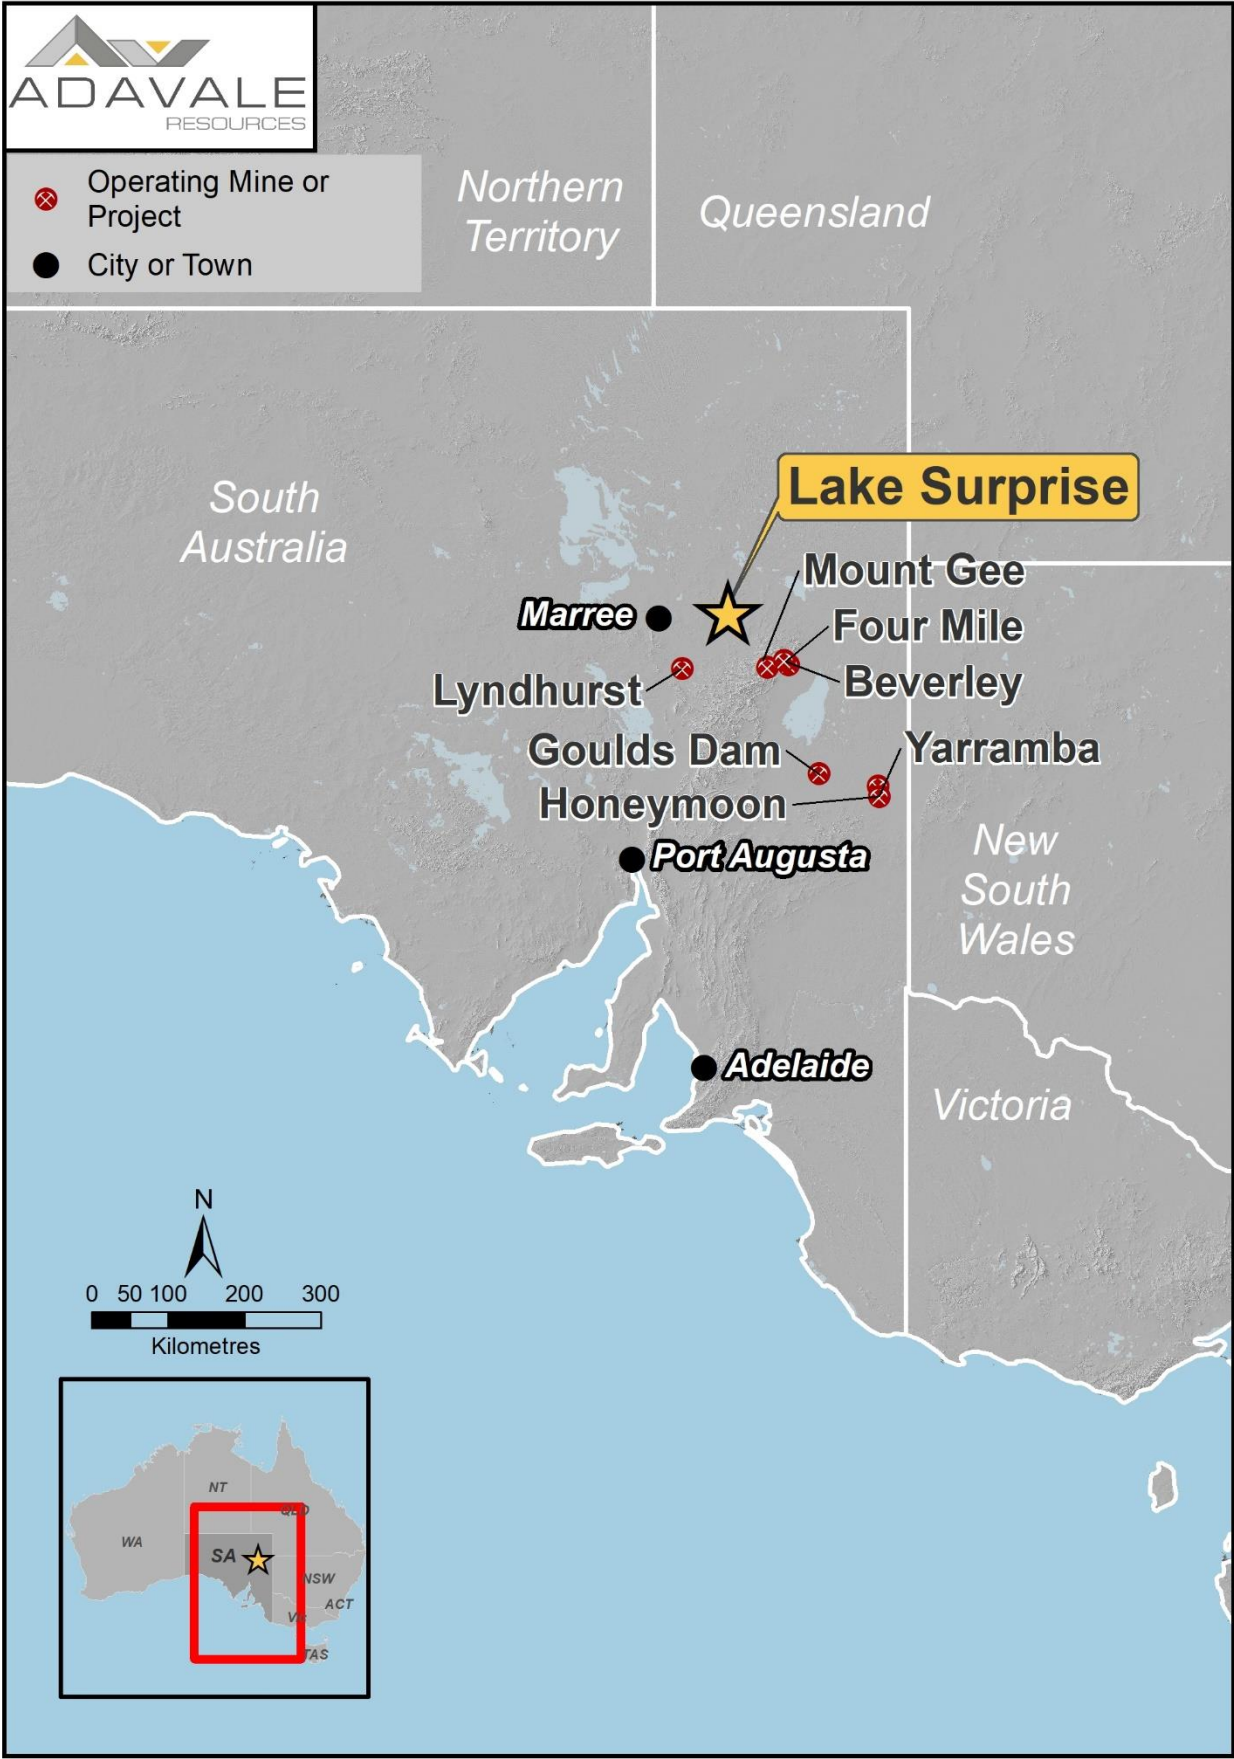 ADAVALE
RESOURCES
Operating Mine or
Project
City or Town
Northern
Territory
Queensland
South
Australia
Lake Surprise
Mount Gee
Marree
Four Mile
Lyndhurst
Beverley
Goulds Dam
Yarramba
Honeymoon
Port Augusta
New
South
Wales
Adelaide
Victoria
N
0 50 100 200 300
Kilometres
NT
QLD
WA
SA
NSW
ACT
VIC
TAS